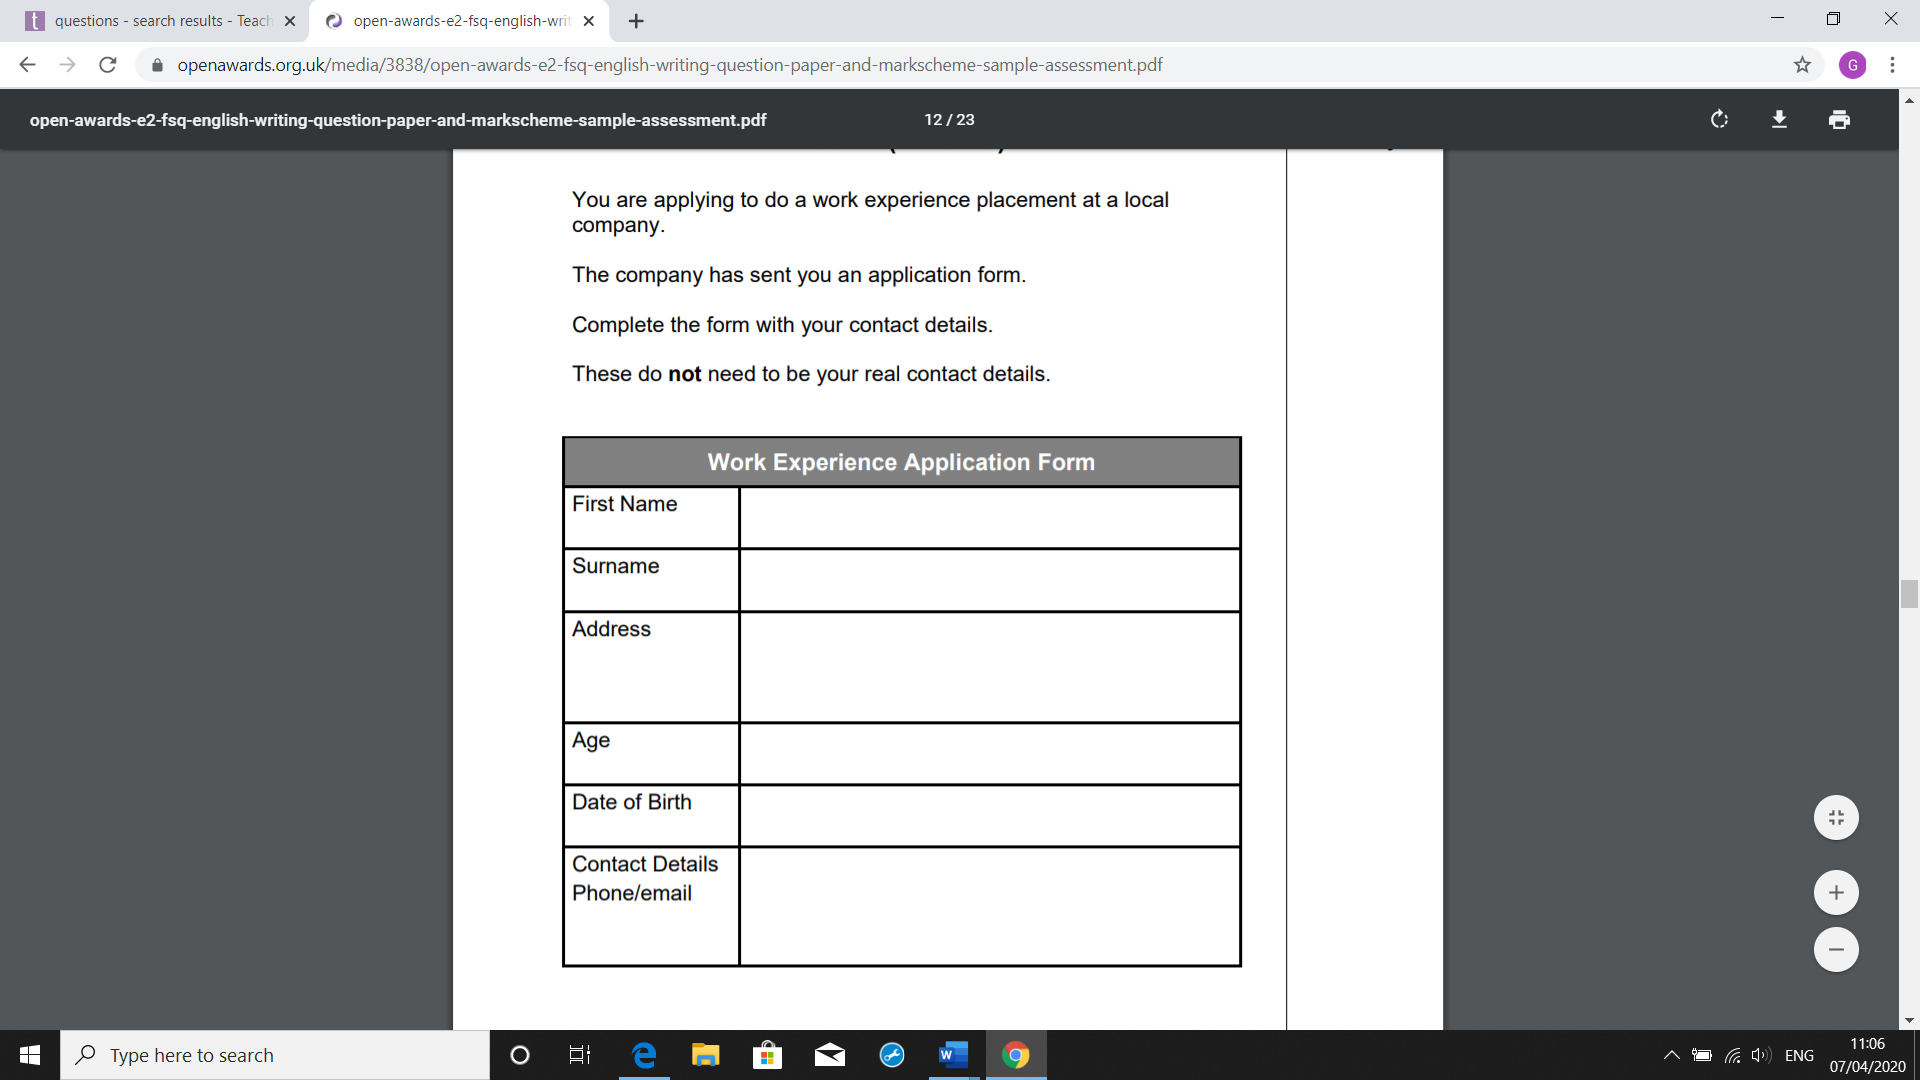 questions - search results - Teach
open-awards-e2-fsq-english-writ
openawards.org.uk/media/3838/open-awards-e2-fsq-english-writing-question-paper-and-markscheme-sample-assessment.pdf
G
open-awards-e2-fsq-english-writing-question-paper-and-markscheme-sample-assessment.pdf
12 / 23
You are applying to do a work experience placement at a local
company.
The company has sent you an application form.
Complete the form with your contact details.
These do not need to be your real contact details.
Work Experience Application Form
First Name
Surname
Address
Age
Date of Birth
Contact Details
Phone/email
Type here to search
ENG
11:06
07/04/2020